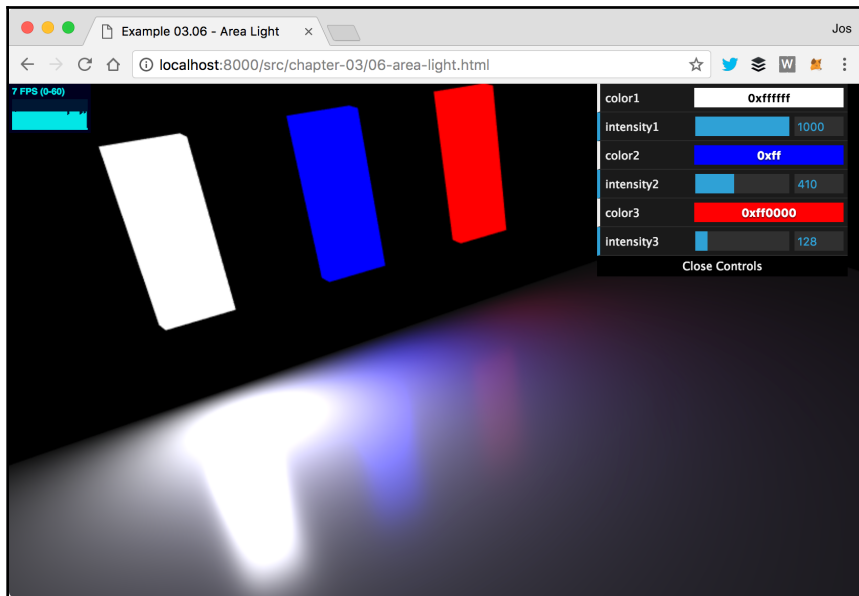 Example 03.06 - Area Light
Jos
localhost:8000/src/chapter-03/06-area-light.html
W
7 FPS (0-60)
color1 0xffffff
intensity1 1000
color2 0xff
intensity2 410
color3 0xff0000
intensity3 128
Close Controls